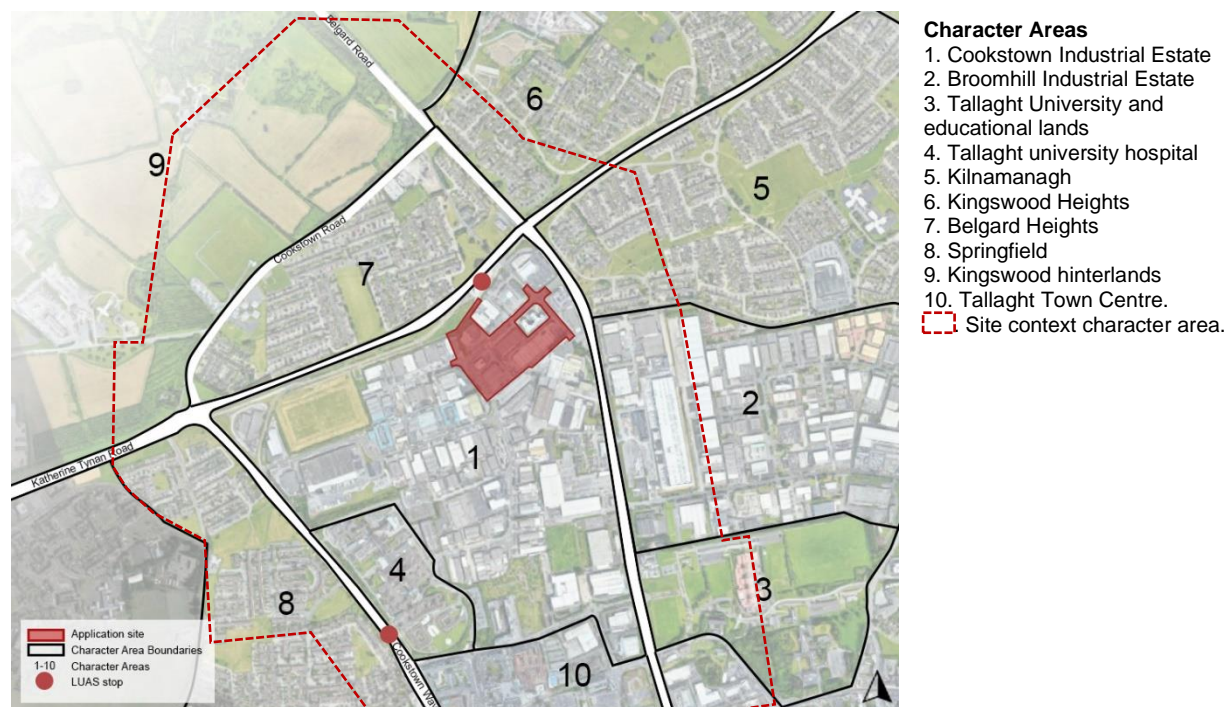 Belgard Road
6
9
5
Cookstown Road
7
2
1
Katherine Tynan Road
4
3
8
Cookstown Way
10
Application site
Character Area Boundaries
1-10 Character Areas
LUAS stop
Character Areas
1. Cookstown Industrial Estate
2. Broomhill Industrial Estate
3. Tallaght University and
educational lands
4. Tallaght university hospital
5. Kilnamanagh
6. Kingswood Heights
7. Belgard Heights
8. Springfield
9. Kingswood hinterlands
10. Tallaght Town Centre.
. Site context character area.